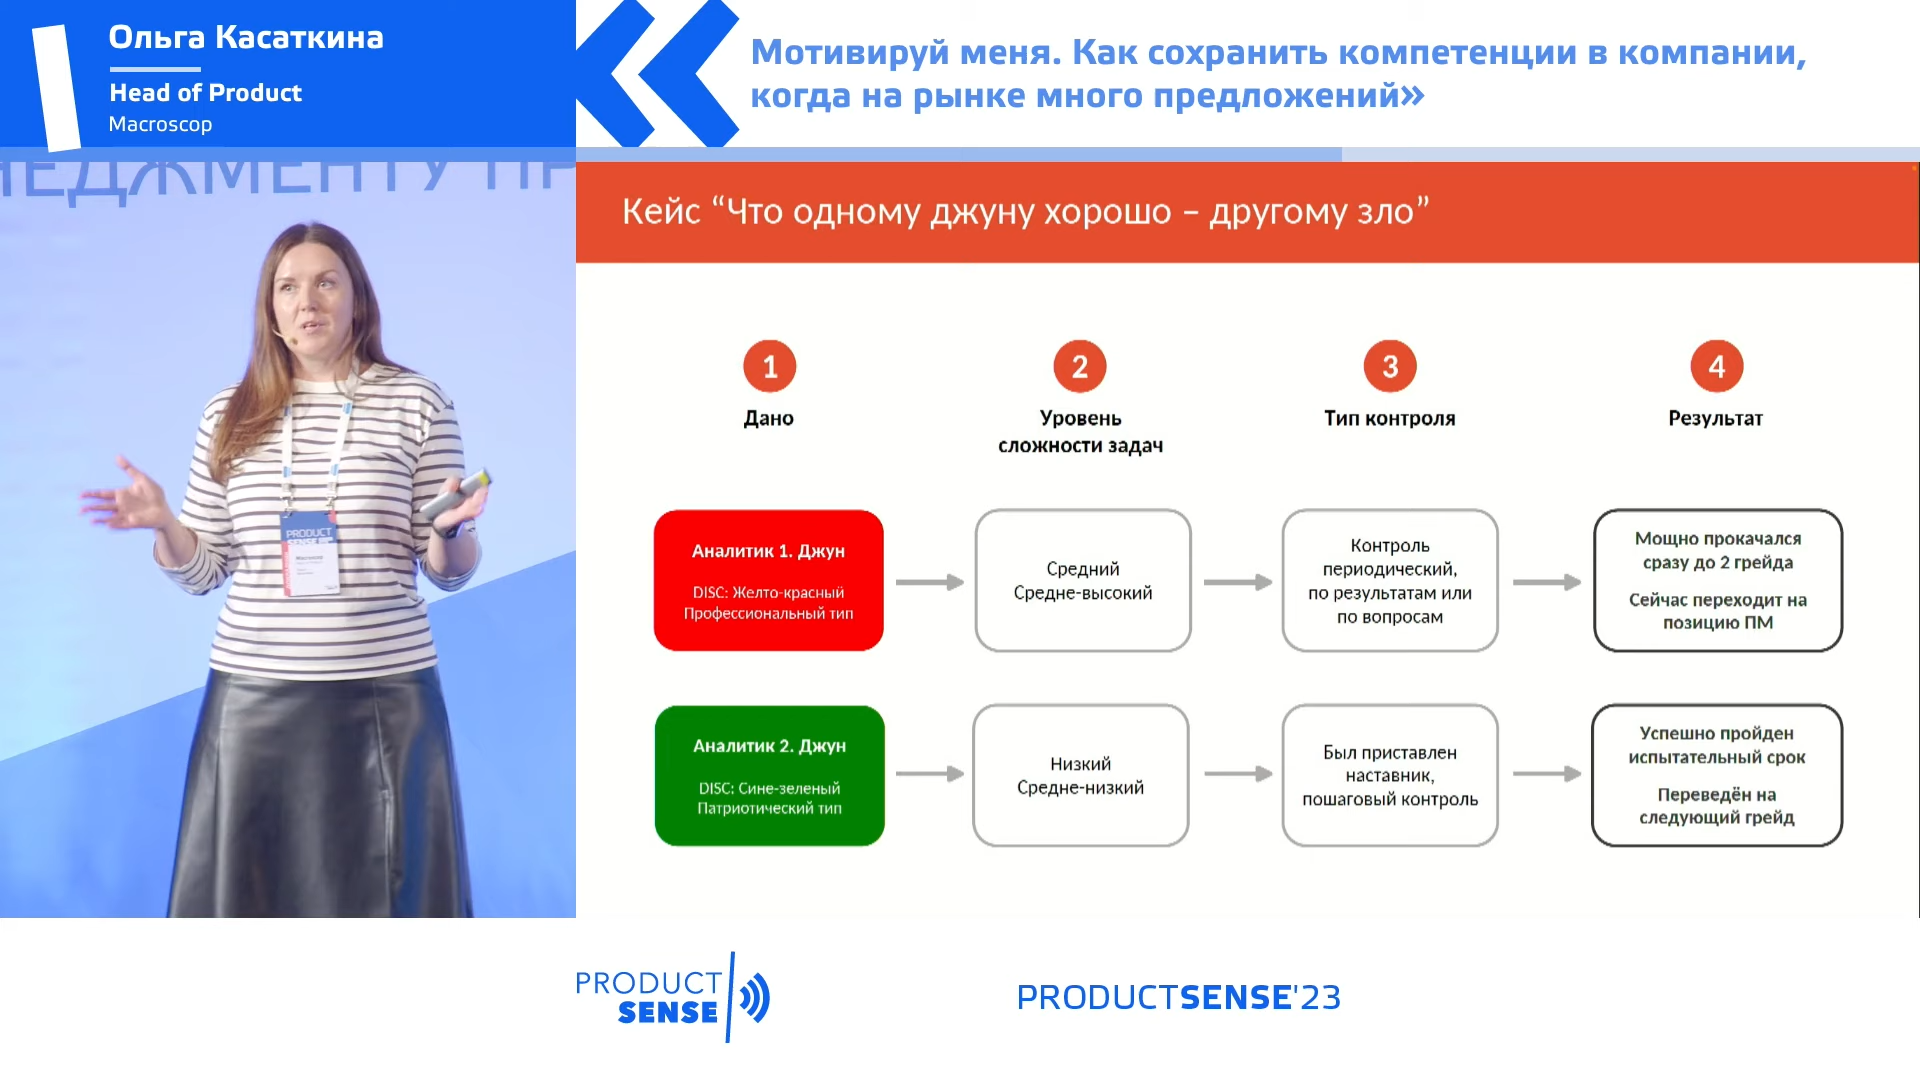 Ольга Касаткина
Head of Product
Macroscop
Мотивируй меня. Как сохранить компетенции в компании,
когда на рынке много предложений»
ЕДЖМЕНТУ ПР
Кейс “Что одному джуну хорошо – другому зло”
1
Дано
2
Уровень
сложности задач
3
Тип контроля
4
Результат
Аналитик 1. Джун
DISC: Желто-красный
Профессиональный тип
Средний
Средне-высокий
Контроль
периодический,
по результатам или
по вопросам
Мощно прокачался
сразу до 2 грейда
Сейчас переходит на
позицию ПМ
Аналитик 2. Джун
DISC: Сине-зеленый
Патриотический тип
Низкий
Средне-низкий
Был приставлен
наставник,
пошаговый контроль
Успешно пройден
испытательный срок
Переведён на
следующий грейд
PRODUCT
SENSE
PRODUCT
SENSE
PRODUCTSENSE'23